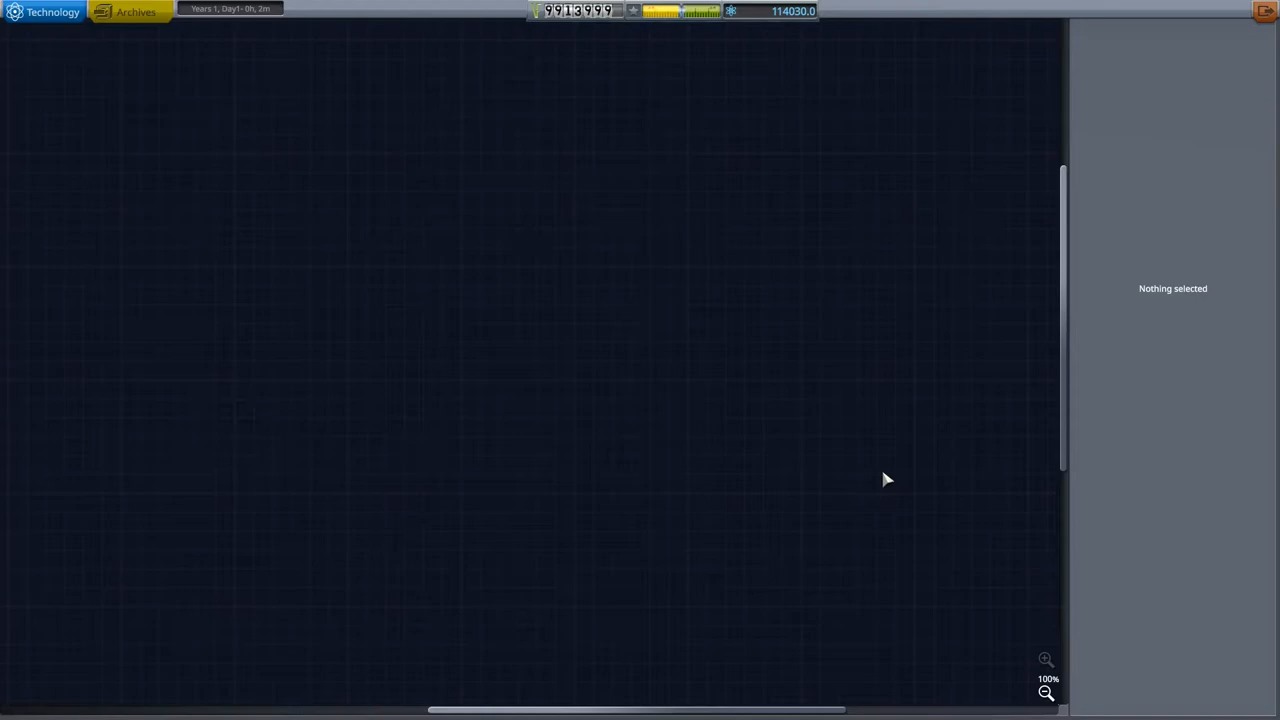 Technology
Archives
Years 1, Day1- 0h, 2m
9913999
114030.0
Nothing selected
100%